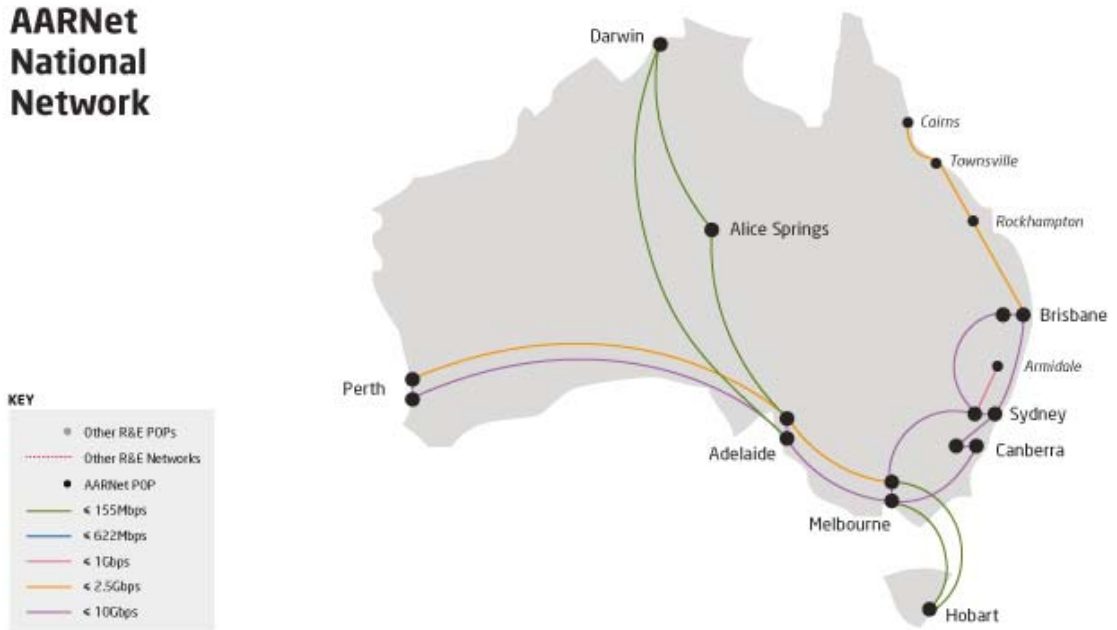 AARNet
National
Network
Darwin
Cairns
Townsville
Alice Springs
Rockhampton
Brisbane
Armidale
Perth
Sydney
Adelaide
Canberra
Melbourne
Hobart
KEY
Other R&E POPs
Other R&E Networks
AARNet POP
≤ 155Mbps
≤ 622Mbps
≤ 1Gbps
≤ 2.5Gbps
≤ 10Gbps